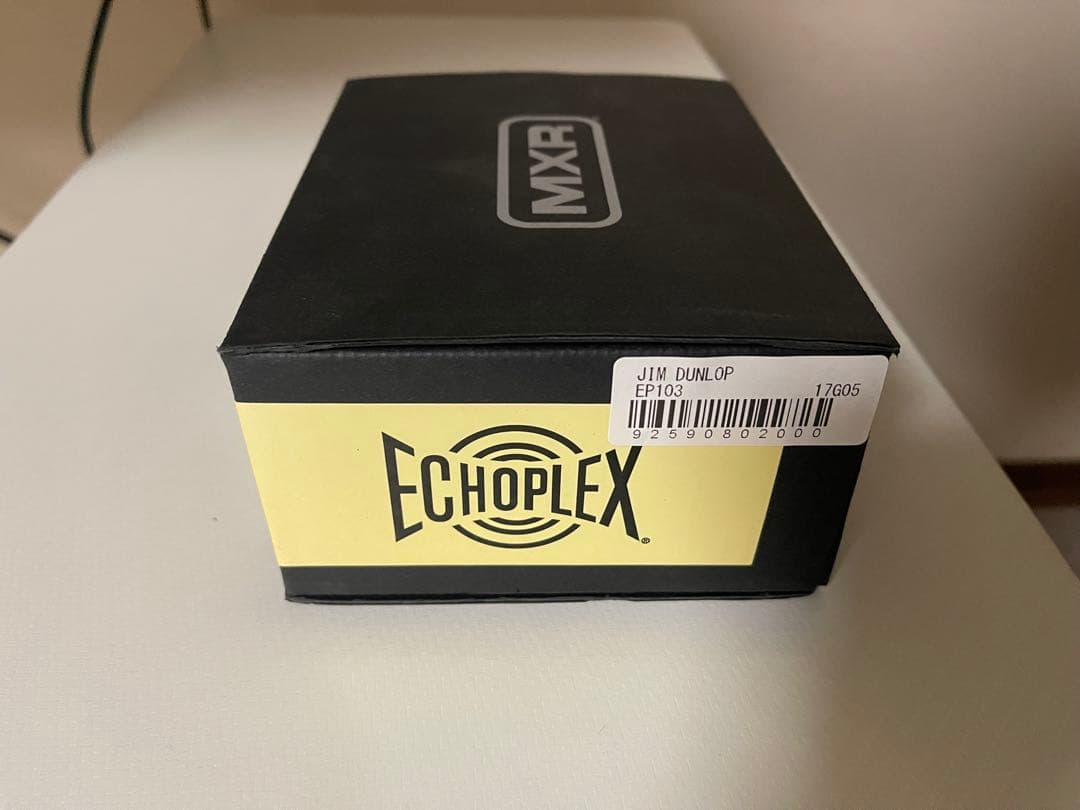 MXR
JIM DUNLOP
EP103 17G05
92590802000
ECHOPLEX®